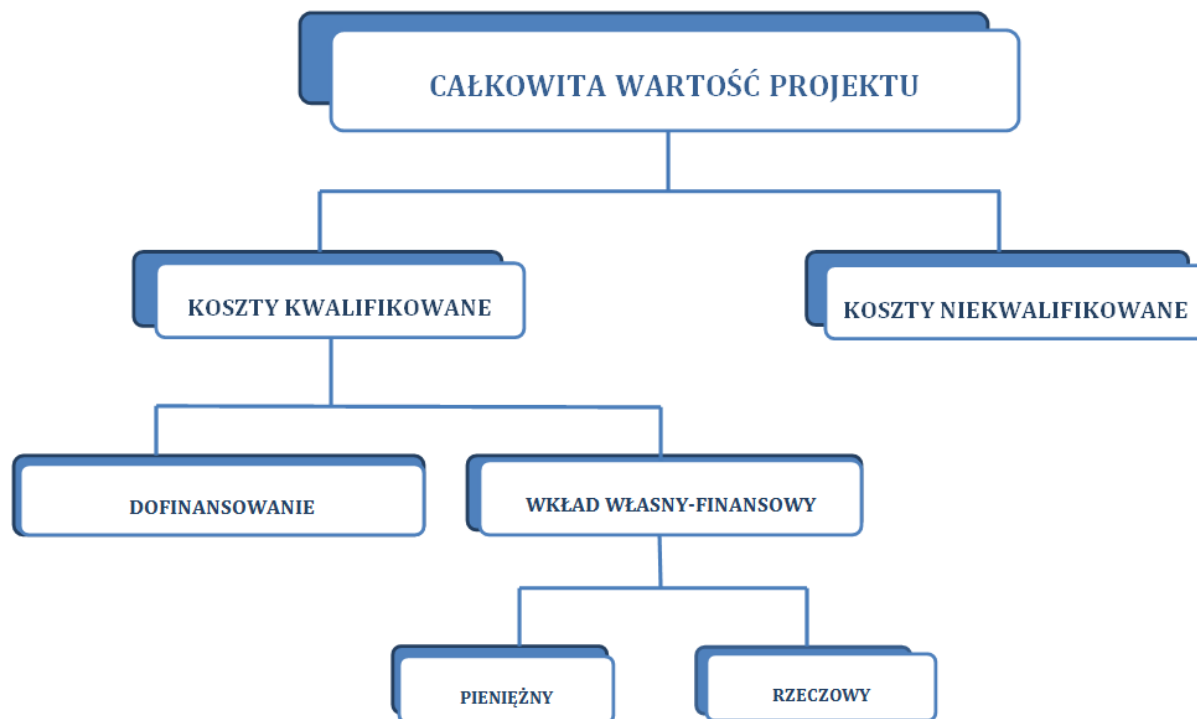 CAŁKOWITA WARTOŚĆ PROJEKTU
KOSZTY KWALIFIKOWANE
KOSZTY NIEKWALIFIKOWANE
DOFINANSOWANIE
WKŁAD WŁASNY-FINANSOWY
PIENIĘŻNY
RZECZOWY